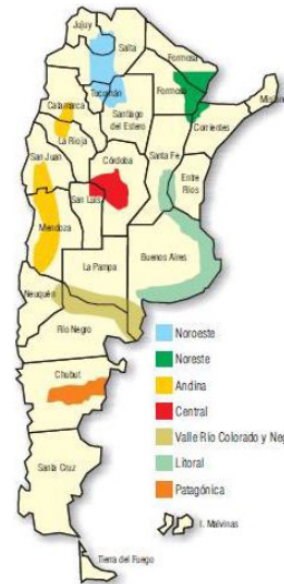 Jujuy
Salta
Formosa
Tucumán
Formosa
Misiones
Catamarca
Santiago
del Estero
Corrientes
La Rioja
San Juan
Córdoba
Santa Fé
Entre
Ríos
San Luis
Mendoza
Buenos Aires
La Pampa
Neuquén
Río Negro
Chubut
Santa Cruz
Tierra del Fuego
Noroeste
Noreste
Andina
Central
Valle Río Colorado y Neg
Litoral
Patagónica
I. Malvinas